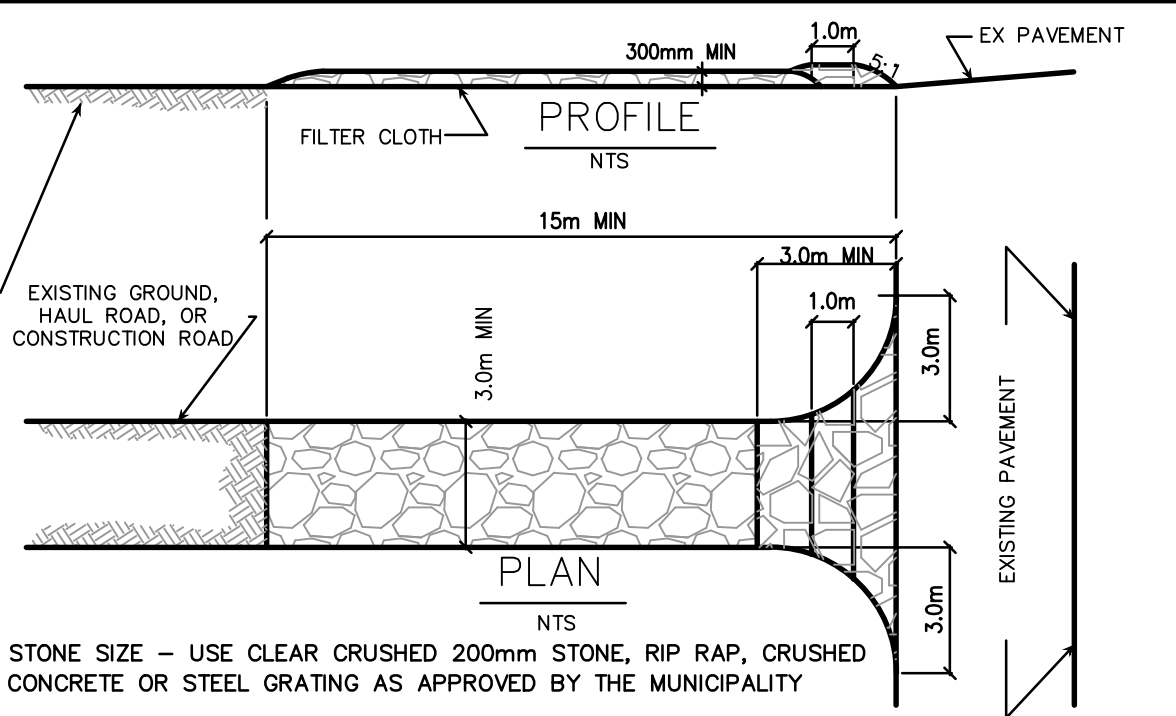 1.0m
EX PAVEMENT
300mm MIN
5:1
FILTER CLOTH
PROFILE
NTS
15m MIN
3.0m MIN
EXISTING GROUND,
HAUL ROAD, OR
CONSTRUCTION ROAD
1.0m
3.0m MIN
3.0m
EXISTING PAVEMENT
PLAN
NTS
3.0m
STONE SIZE – USE CLEAR CRUSHED 200mm STONE, RIP RAP, CRUSHED
CONCRETE OR STEEL GRATING AS APPROVED BY THE MUNICIPALITY